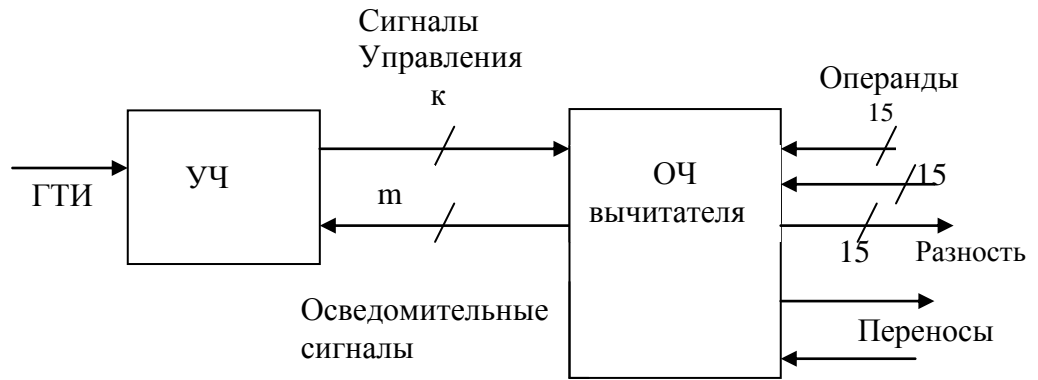 Сигналы
Управления
к
Операнды
15
УЧ
ОЧ
вычитателя
15
ГТИ
m
15
Разность
Осведомительные
сигналы
Переносы